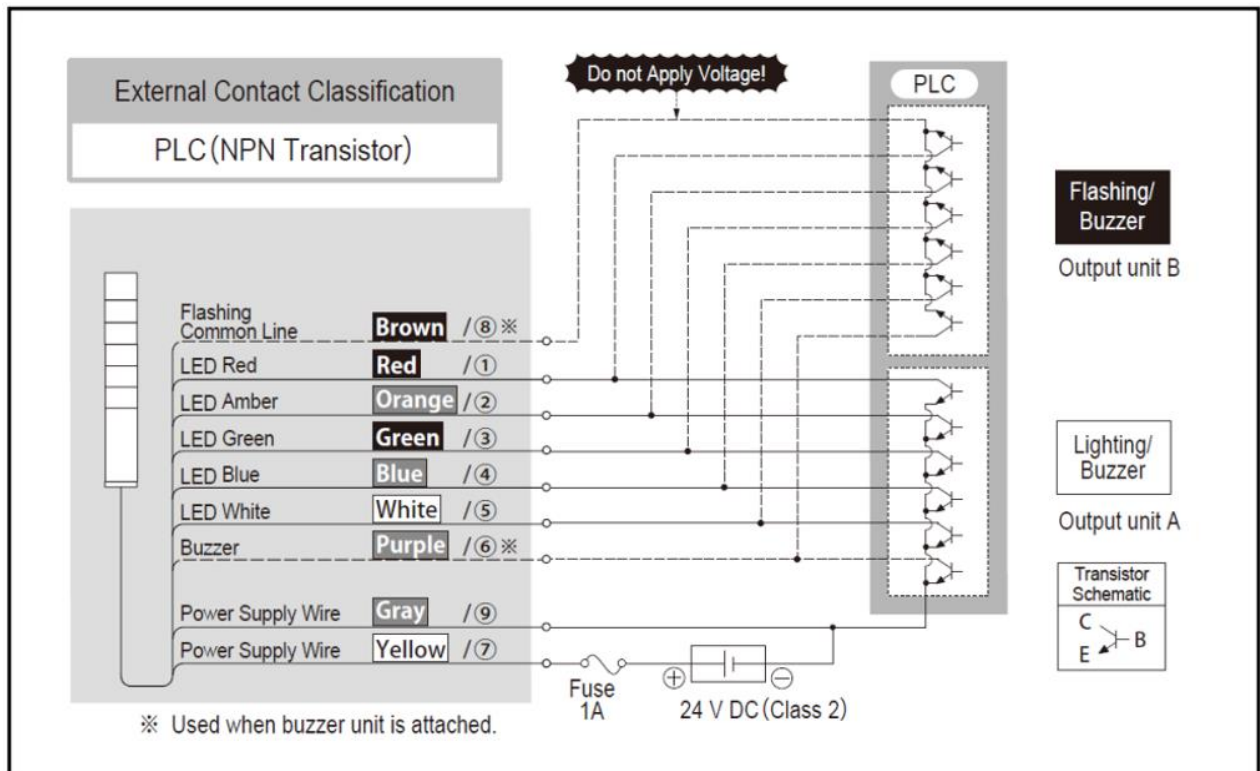 Do not Apply Voltage!
External Contact Classification
PLC(NPN Transistor)
PLC
Flashing/
Buzzer
Output unit B
Flashing
Common Line Brown /⑧ ※
LED Red Red /①
LED Amber Orange /②
LED Green Green /③
LED Blue Blue /④
LED White White /⑤
Buzzer Purple /⑥ ※
Power Supply Wire Gray /⑨
Power Supply Wire Yellow /⑦
Lighting/
Buzzer
Output unit A
Transistor
Schematic
C
B
E
Fuse
1A
⊕ ⊖
24 V DC(Class 2)
※ Used when buzzer unit is attached.